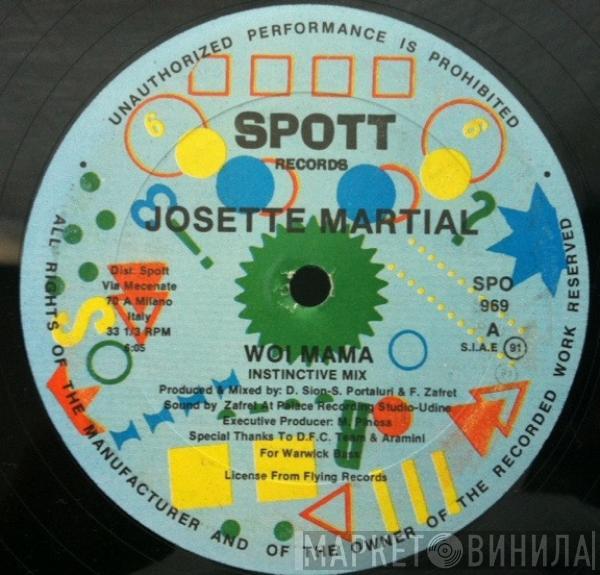 UNAUTHORIZED PERFORMANCE IS PROHIBITED
6
6
SPOTT
RECORDS
JOSETTE MARTIAL
Dist. Spott
Via Mecenate
76 A Milano
Italy
33 1/3 RPM
6:05
SPO
969
A
S.I.A.E 91
WOI MAMA
INSTINCTIVE MIX
Produced & Mixed by: D. Sion-S. Portaluri & F. Zafret
Sound by Zafret At Palace Recording Studio-Udine
Executive Producer: M. Pinosa
Special Thanks To D.F.C. Team & Aramini
For Warwick Bass
License From Flying Records
ALL RIGHTS OF THE MANUFACTURER AND OF THE OWNER OF THE RECORDED WORK RESERVED
МАРКЕТ ВИНИЛА